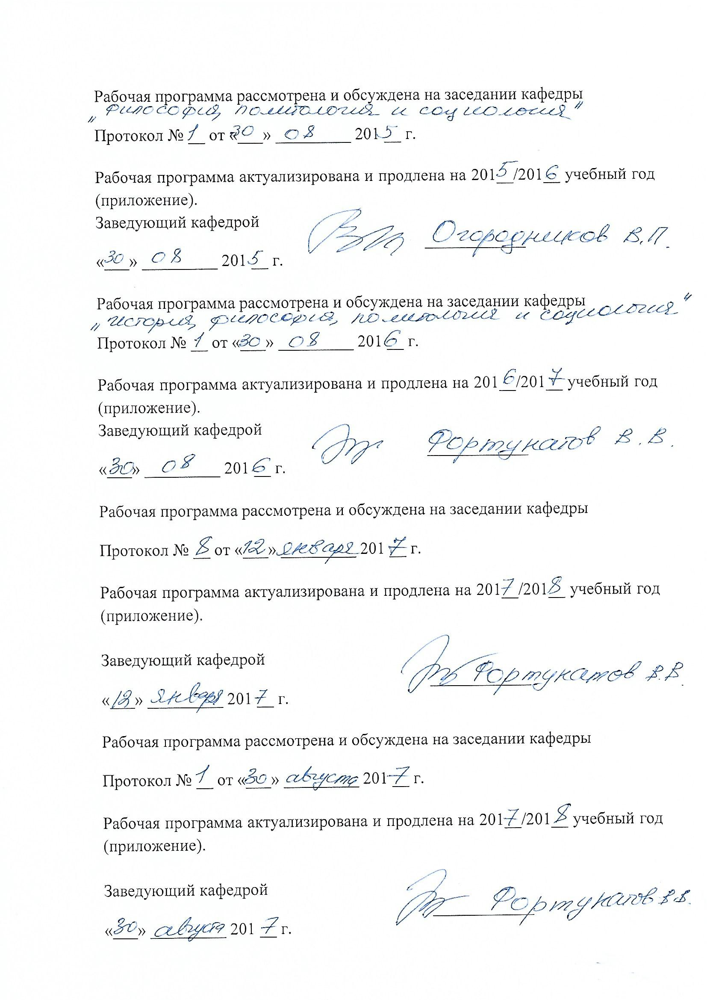 Рабочая программа рассмотрена и обсуждена на заседании кафедры
„Философия, политология и социология"
Протокол № 1 от «30» 08 2015 г.
Рабочая программа актуализирована и продлена на 2015/2016 учебный год
(приложение).
Заведующий кафедрой
Огородников В.П.
«30» 08 2015 г.
Рабочая программа рассмотрена и обсуждена на заседании кафедры
„История, философия, политология и социология"
Протокол № 1 от «30» 08 2016 г.
Рабочая программа актуализирована и продлена на 2016/2017 учебный год
(приложение).
Заведующий кафедрой
Фортунатов В.В.
«30» 08 2016 г.
Рабочая программа рассмотрена и обсуждена на заседании кафедры
Протокол № 8 от «12» января 2017 г.
Рабочая программа актуализирована и продлена на 2017/2018 учебный год
(приложение).
Заведующий кафедрой
Фортунатов В.В.
«12» января 2017 г.
Рабочая программа рассмотрена и обсуждена на заседании кафедры
Протокол № 1 от «30» августа 2017 г.
Рабочая программа актуализирована и продлена на 2017/2018 учебный год
(приложение).
Заведующий кафедрой
Фортунатов В.В.
«30» августа 2017 г.